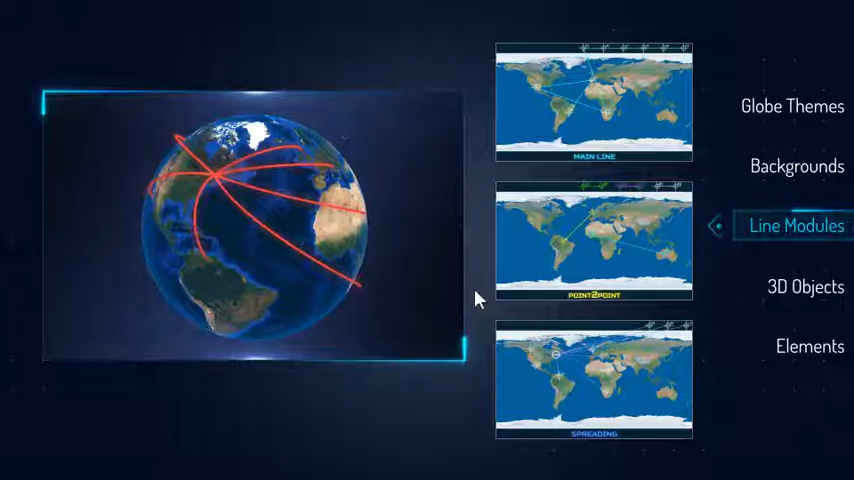 MAIN LINE
POINT2POINT
SPREADING
Globe Themes
Backgrounds
Line Modules
3D Objects
Elements